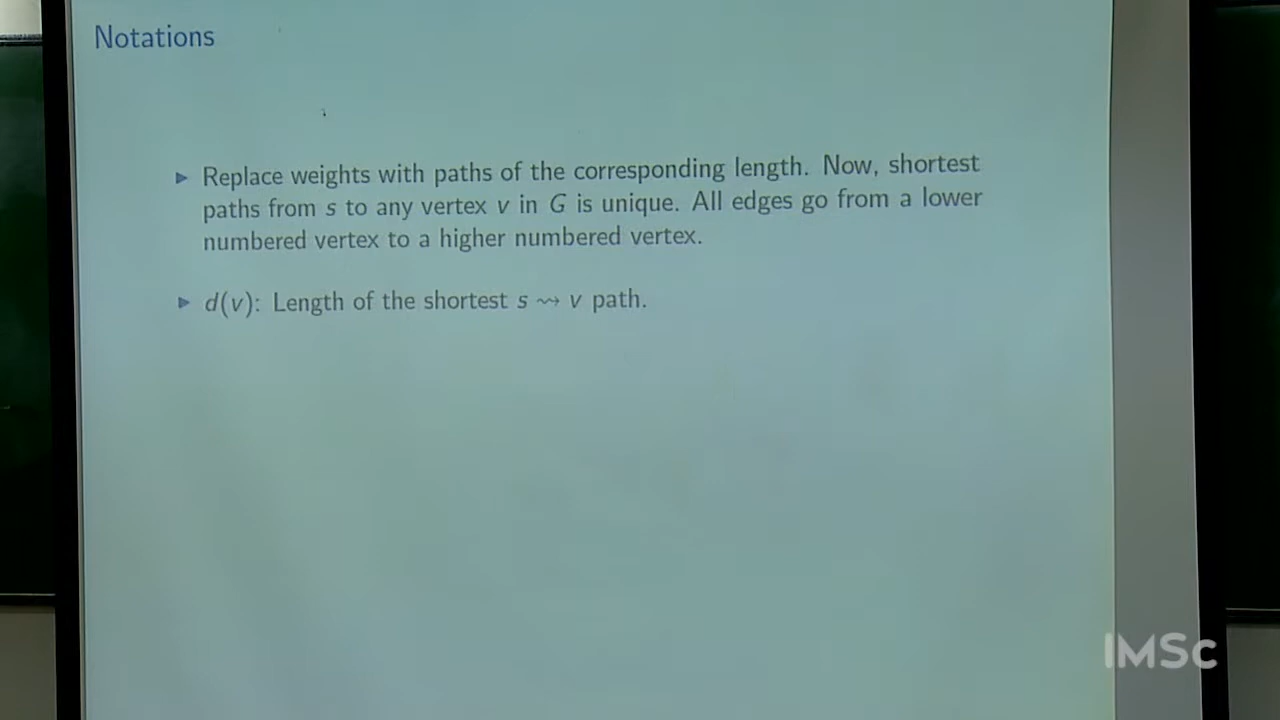 Notations
▶ Replace weights with paths of the corresponding length. Now, shortest
paths from s to any vertex v in G is unique. All edges go from a lower
numbered vertex to a higher numbered vertex.
▶ d(v): Length of the shortest s ⇝ v path.
IMSc